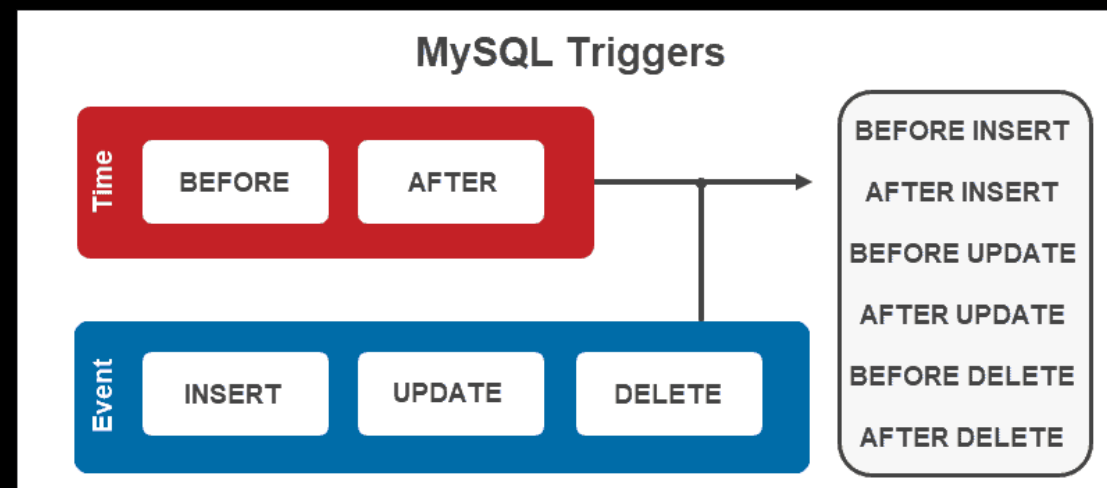 MySQL Triggers
Time
BEFORE
AFTER
Event
INSERT
UPDATE
DELETE
BEFORE INSERT
AFTER INSERT
BEFORE UPDATE
AFTER UPDATE
BEFORE DELETE
AFTER DELETE